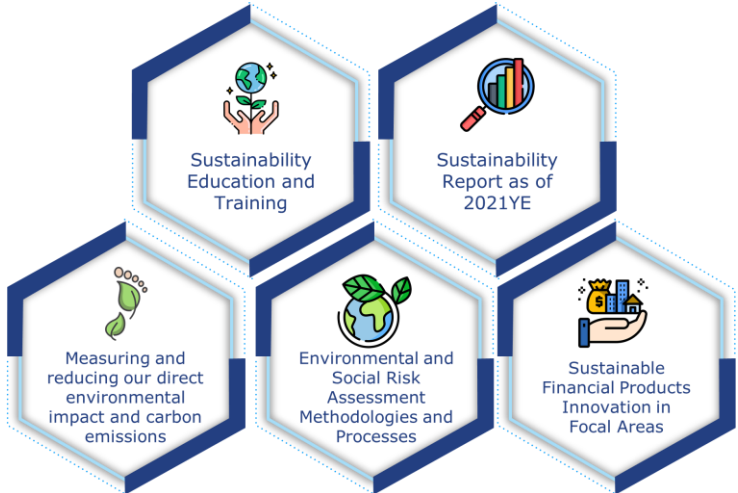 Sustainability
Education and
Training
Sustainability
Report as of
2021YE
Measuring and
reducing our direct
environmental
impact and carbon
emissions
Environmental and
Social Risk
Assessment
Methodologies and
Processes
$
Sustainable
Financial Products
Innovation in
Focal Areas